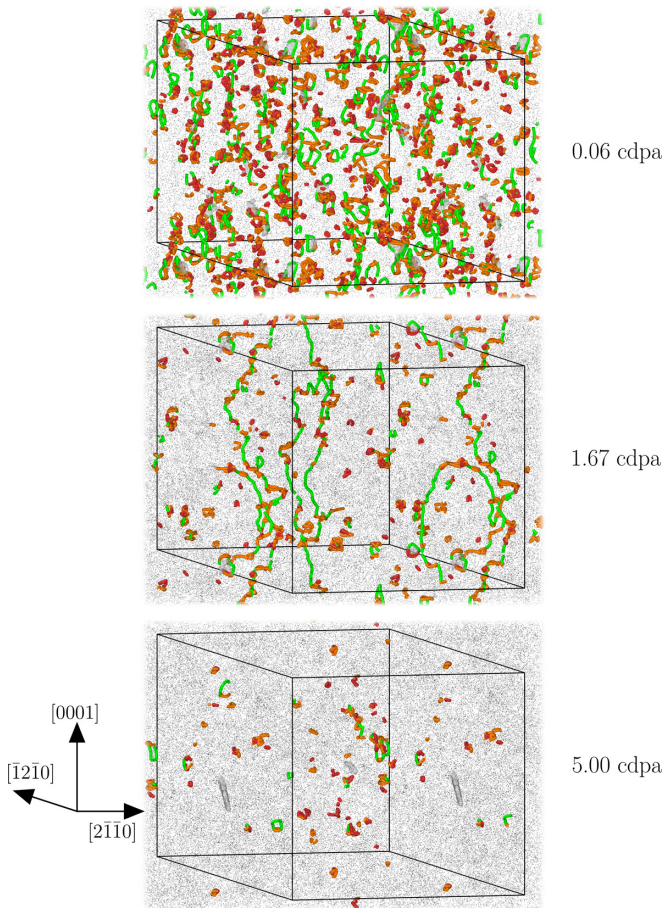 0.06 cdpa
1.67 cdpa
[0001]
[1̄21̄0]
[21̄1̄0]
5.00 cdpa